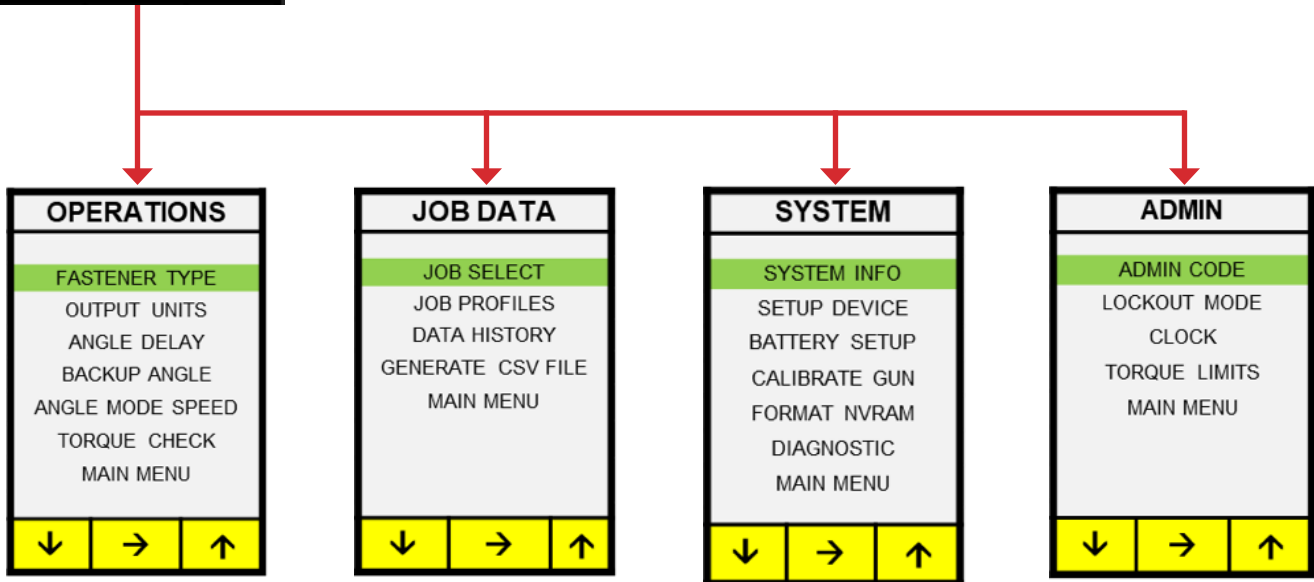 OPERATIONS
FASTENER TYPE
OUTPUT UNITS
ANGLE DELAY
BACKUP ANGLE
ANGLE MODE SPEED
TORQUE CHECK
MAIN MENU
JOB DATA
JOB SELECT
JOB PROFILES
DATA HISTORY
GENERATE CSV FILE
MAIN MENU
SYSTEM
SYSTEM INFO
SETUP DEVICE
BATTERY SETUP
CALIBRATE GUN
FORMAT NVRAM
DIAGNOSTIC
MAIN MENU
ADMIN
ADMIN CODE
LOCKOUT MODE
CLOCK
TORQUE LIMITS
MAIN MENU